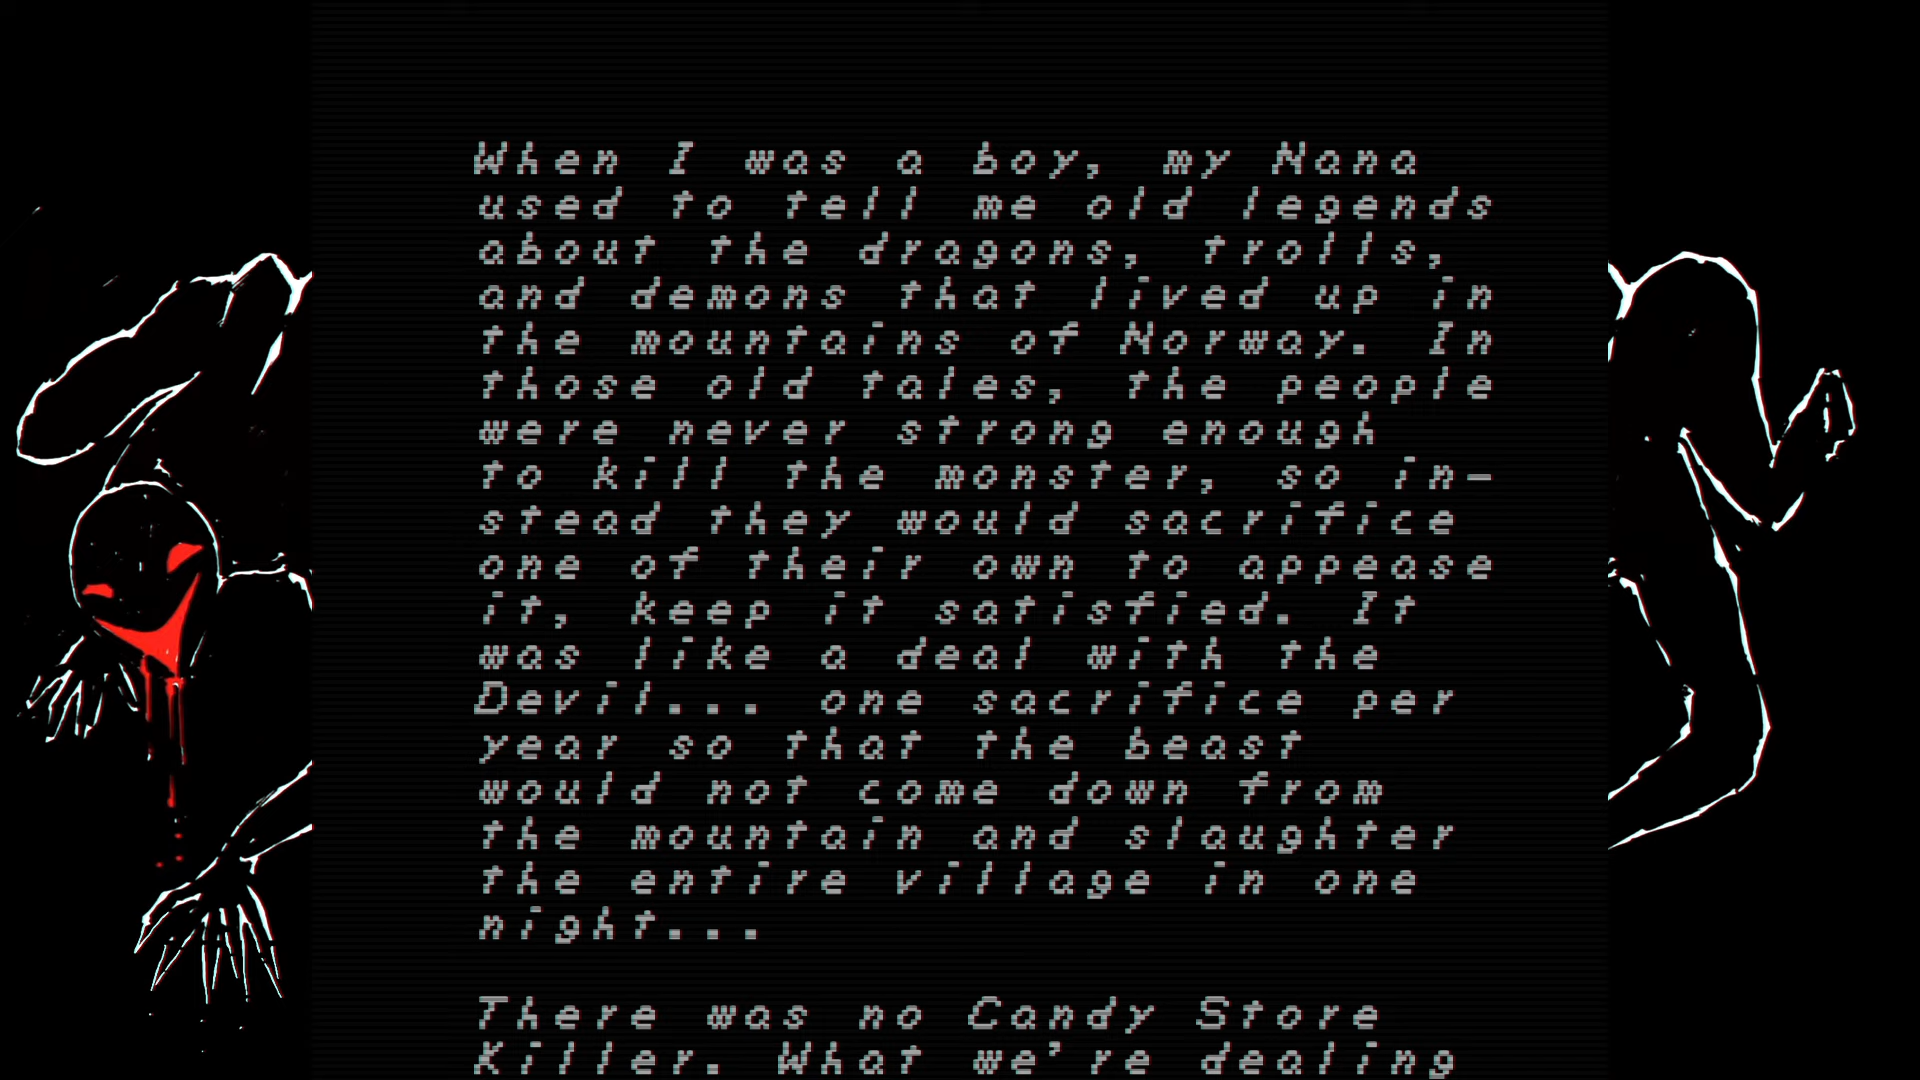 When I was a boy, my Nana
used to tell me old legends
about the dragons, trolls,
and demons that lived up in
the mountains of Norway. In
those old tales, the people
were never strong enough
to kill the monster, so in-
stead they would sacrifice
one of their own to appease
it, keep it satisfied. It
was like a deal with the
Devil... one sacrifice per
year so that the beast
would not come down from
the mountain and slaughter
the entire village in one
night...
There was no Candy Store
Killer. What we're dealing